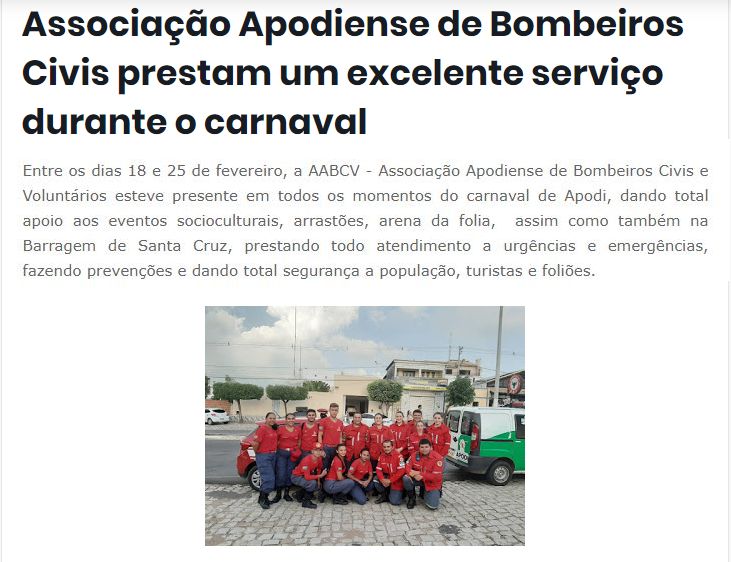 Associação Apodiense de Bombeiros
Civis prestam um excelente serviço
durante o carnaval
Entre os dias 18 e 25 de fevereiro, a AABCV - Associação Apodiense de Bombeiros Civis e
Voluntários esteve presente em todos os momentos do carnaval de Apodi, dando total
apoio aos eventos socioculturais, arrastões, arena da folia, assim como também na
Barragem de Santa Cruz, prestando todo atendimento a urgências e emergências,
fazendo prevenções e dando total segurança a população, turistas e foliões.